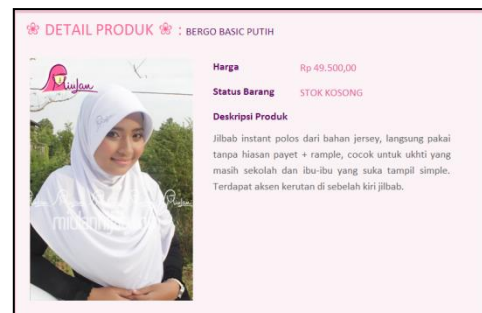 ❀ DETAIL PRODUK ❀ : BERGO BASIC PUTIH
Miulan
Harga Rp 49.500,00
Status Barang STOK KOSONG
Deskripsi Produk
Jilbab instant polos dari bahan jersey, langsung pakai
tanpa hiasan payet + rample, cocok untuk ukhti yang
masih sekolah dan ibu-ibu yang suka tampil simple.
Terdapat aksen kerutan di sebelah kiri jilbab.